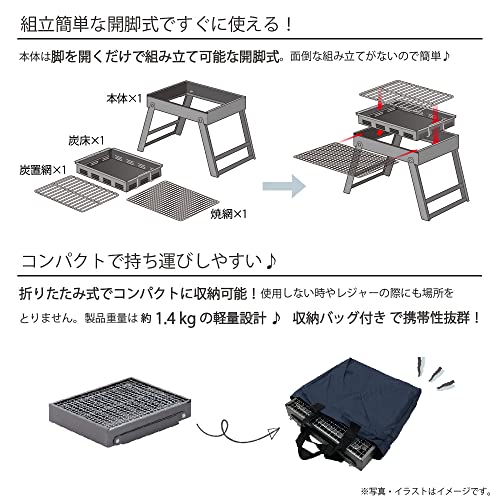 組立簡単な開脚式ですぐに使える！
本体は脚を開くだけで組み立て可能な開脚式。面倒な組み立てがないので簡単♪
本体×1
炭床×1
炭置網×1
焼網×1
コンパクトで持ち運びしやすい♪
折りたたみ式でコンパクトに収納可能！使用しない時やレジャーの際にも場所を
とりません。製品重量は 約 1.4 kg の軽量設計 ♪ 収納バッグ付き で携帯性抜群！
※写真・イラストはイメージです。